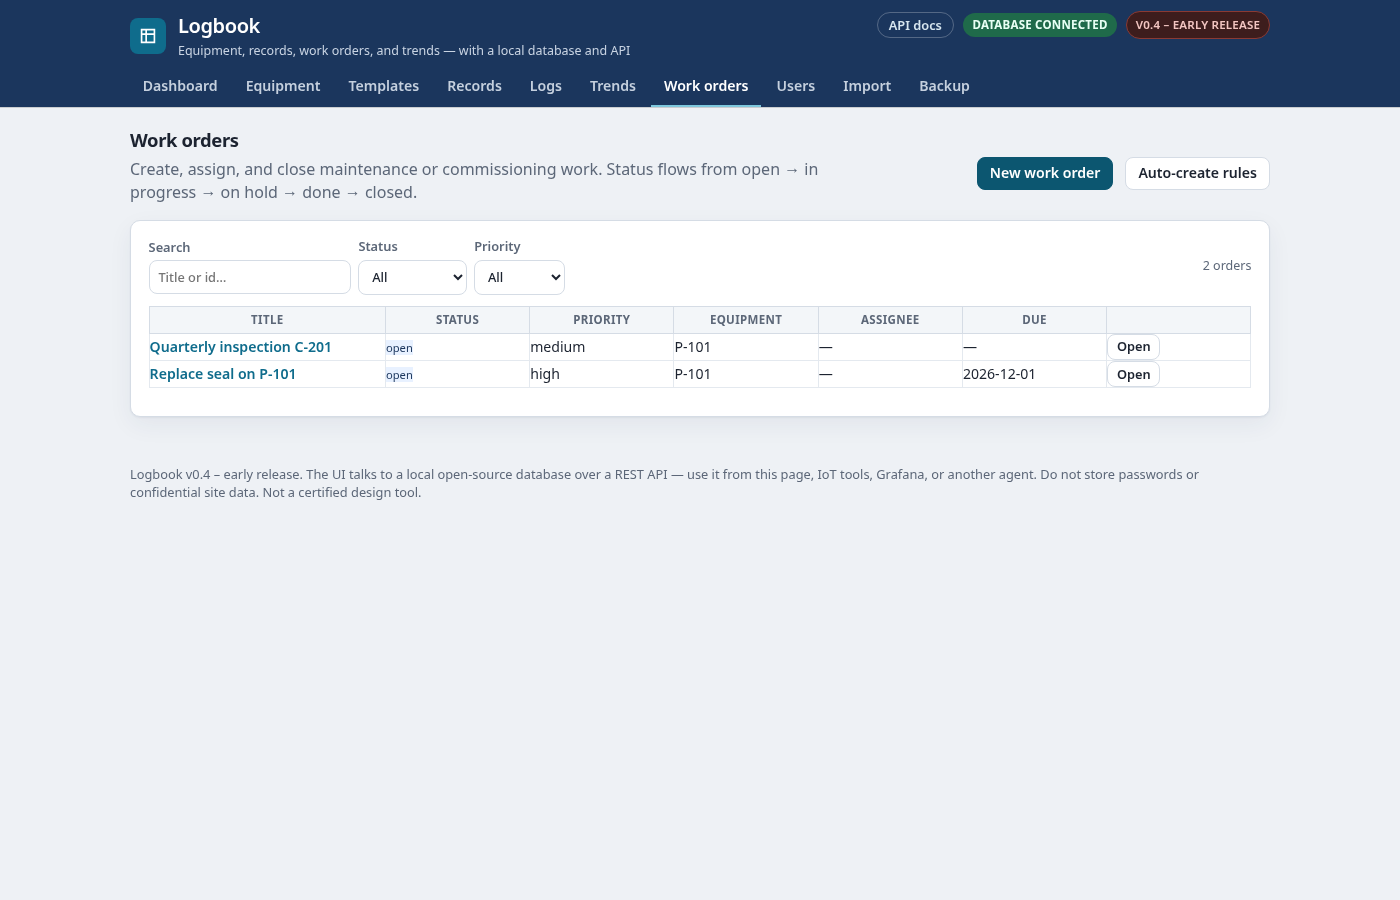 Logbook
Equipment, records, work orders, and trends — with a local database and API
API docs
DATABASE CONNECTED
V0.4 – EARLY RELEASE
Dashboard Equipment Templates Records Logs Trends Work orders Users Import Backup
Work orders
Create, assign, and close maintenance or commissioning work. Status flows from open → in
progress → on hold → done → closed.
New work order
Auto-create rules
Search Status Priority
Title or id... All All
2 orders
TITLE STATUS PRIORITY EQUIPMENT ASSIGNEE DUE
Quarterly inspection C-201 open medium P-101 — — Open
Replace seal on P-101 open high P-101 — 2026-12-01 Open
Logbook v0.4 – early release. The UI talks to a local open-source database over a REST API — use it from this page, IoT tools, Grafana, or another agent. Do not store passwords or
confidential site data. Not a certified design tool.